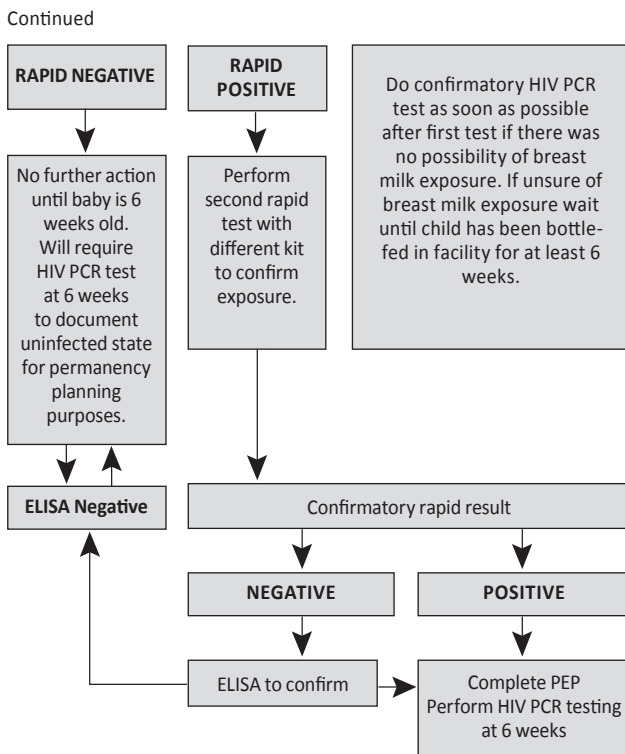 Continued
RAPID NEGATIVE
RAPID
POSITIVE
Do confirmatory HIV PCR
test as soon as possible
after first test if there was
no possibility of breast
milk exposure. If unsure of
breast milk exposure wait
until child has been bottle-
fed in facility for at least 6
weeks.
No further action
until baby is 6
weeks old.
Will require
HIV PCR test
at 6 weeks
to document
uninfected state
for permanency
planning
purposes.
Perform
second rapid
test with
different kit
to confirm
exposure.
ELISA Negative
Confirmatory rapid result
NEGATIVE
POSITIVE
ELISA to confirm
Complete PEP
Perform HIV PCR testing
at 6 weeks